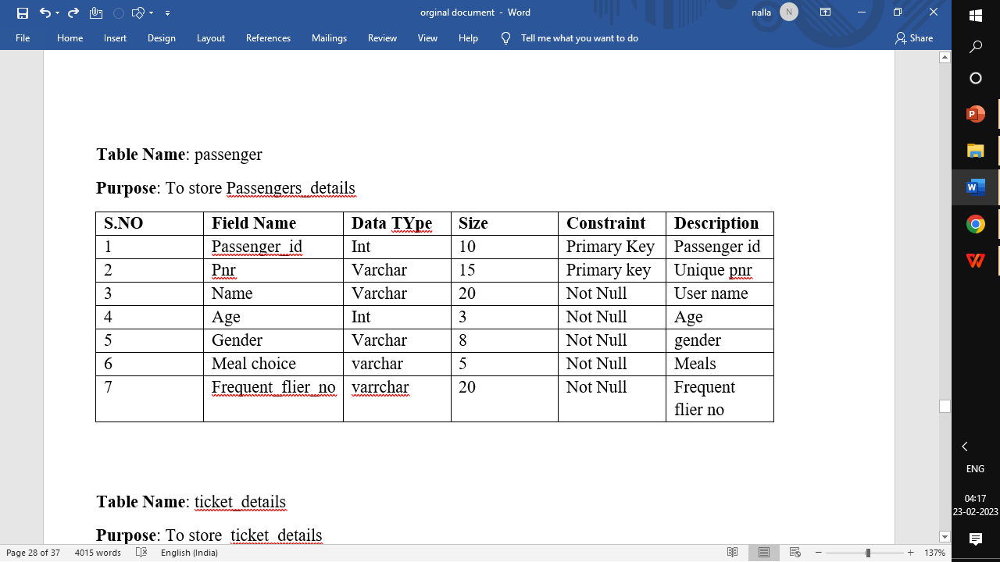 orginal document - Word
nalla
N
File Home Insert Design Layout References Mailings Review View Help Tell me what you want to do Share
Table Name: passenger
Purpose: To store Passengers_details
S.NO Field Name Data TYpe Size Constraint Description
1 Passenger_id Int 10 Primary Key Passenger id
2 Pnr Varchar 15 Primary key Unique pnr
3 Name Varchar 20 Not Null User name
4 Age Int 3 Not Null Age
5 Gender Varchar 8 Not Null gender
6 Meal choice varchar 5 Not Null Meals
7 Frequent_flier_no varrchar 20 Not Null Frequent
flier no
Table Name: ticket_details
Purpose: To store ticket_details
Page 28 of 37 4015 words English (India) 137%
P
W
ENG
04:17
23-02-2023